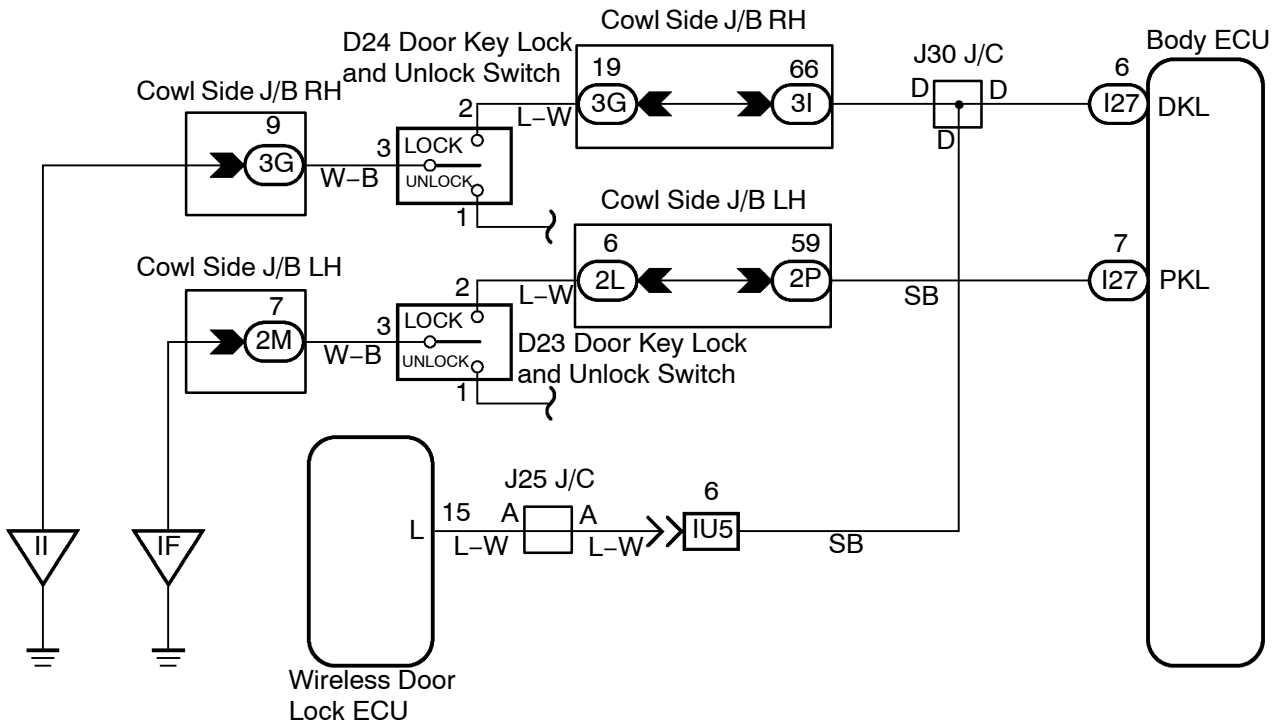 Cowl Side J/B RH
D24 Door Key Lock
and Unlock Switch
Body ECU
J30 J/C
Cowl Side J/B RH
19
66
6
3G
3I
D
D
D
I27
DKL
9
3G
W–B
3
2
L–W
LOCK
UNLOCK
1
Cowl Side J/B LH
6
59
7
2L
2P
SB
I27
PKL
Cowl Side J/B LH
7
2M
W–B
3
2
L–W
LOCK
UNLOCK
1
D23 Door Key Lock
and Unlock Switch
J25 J/C
6
L
15
A
A
IU5
L–W
L–W
SB
II
IF
Wireless Door
Lock ECU